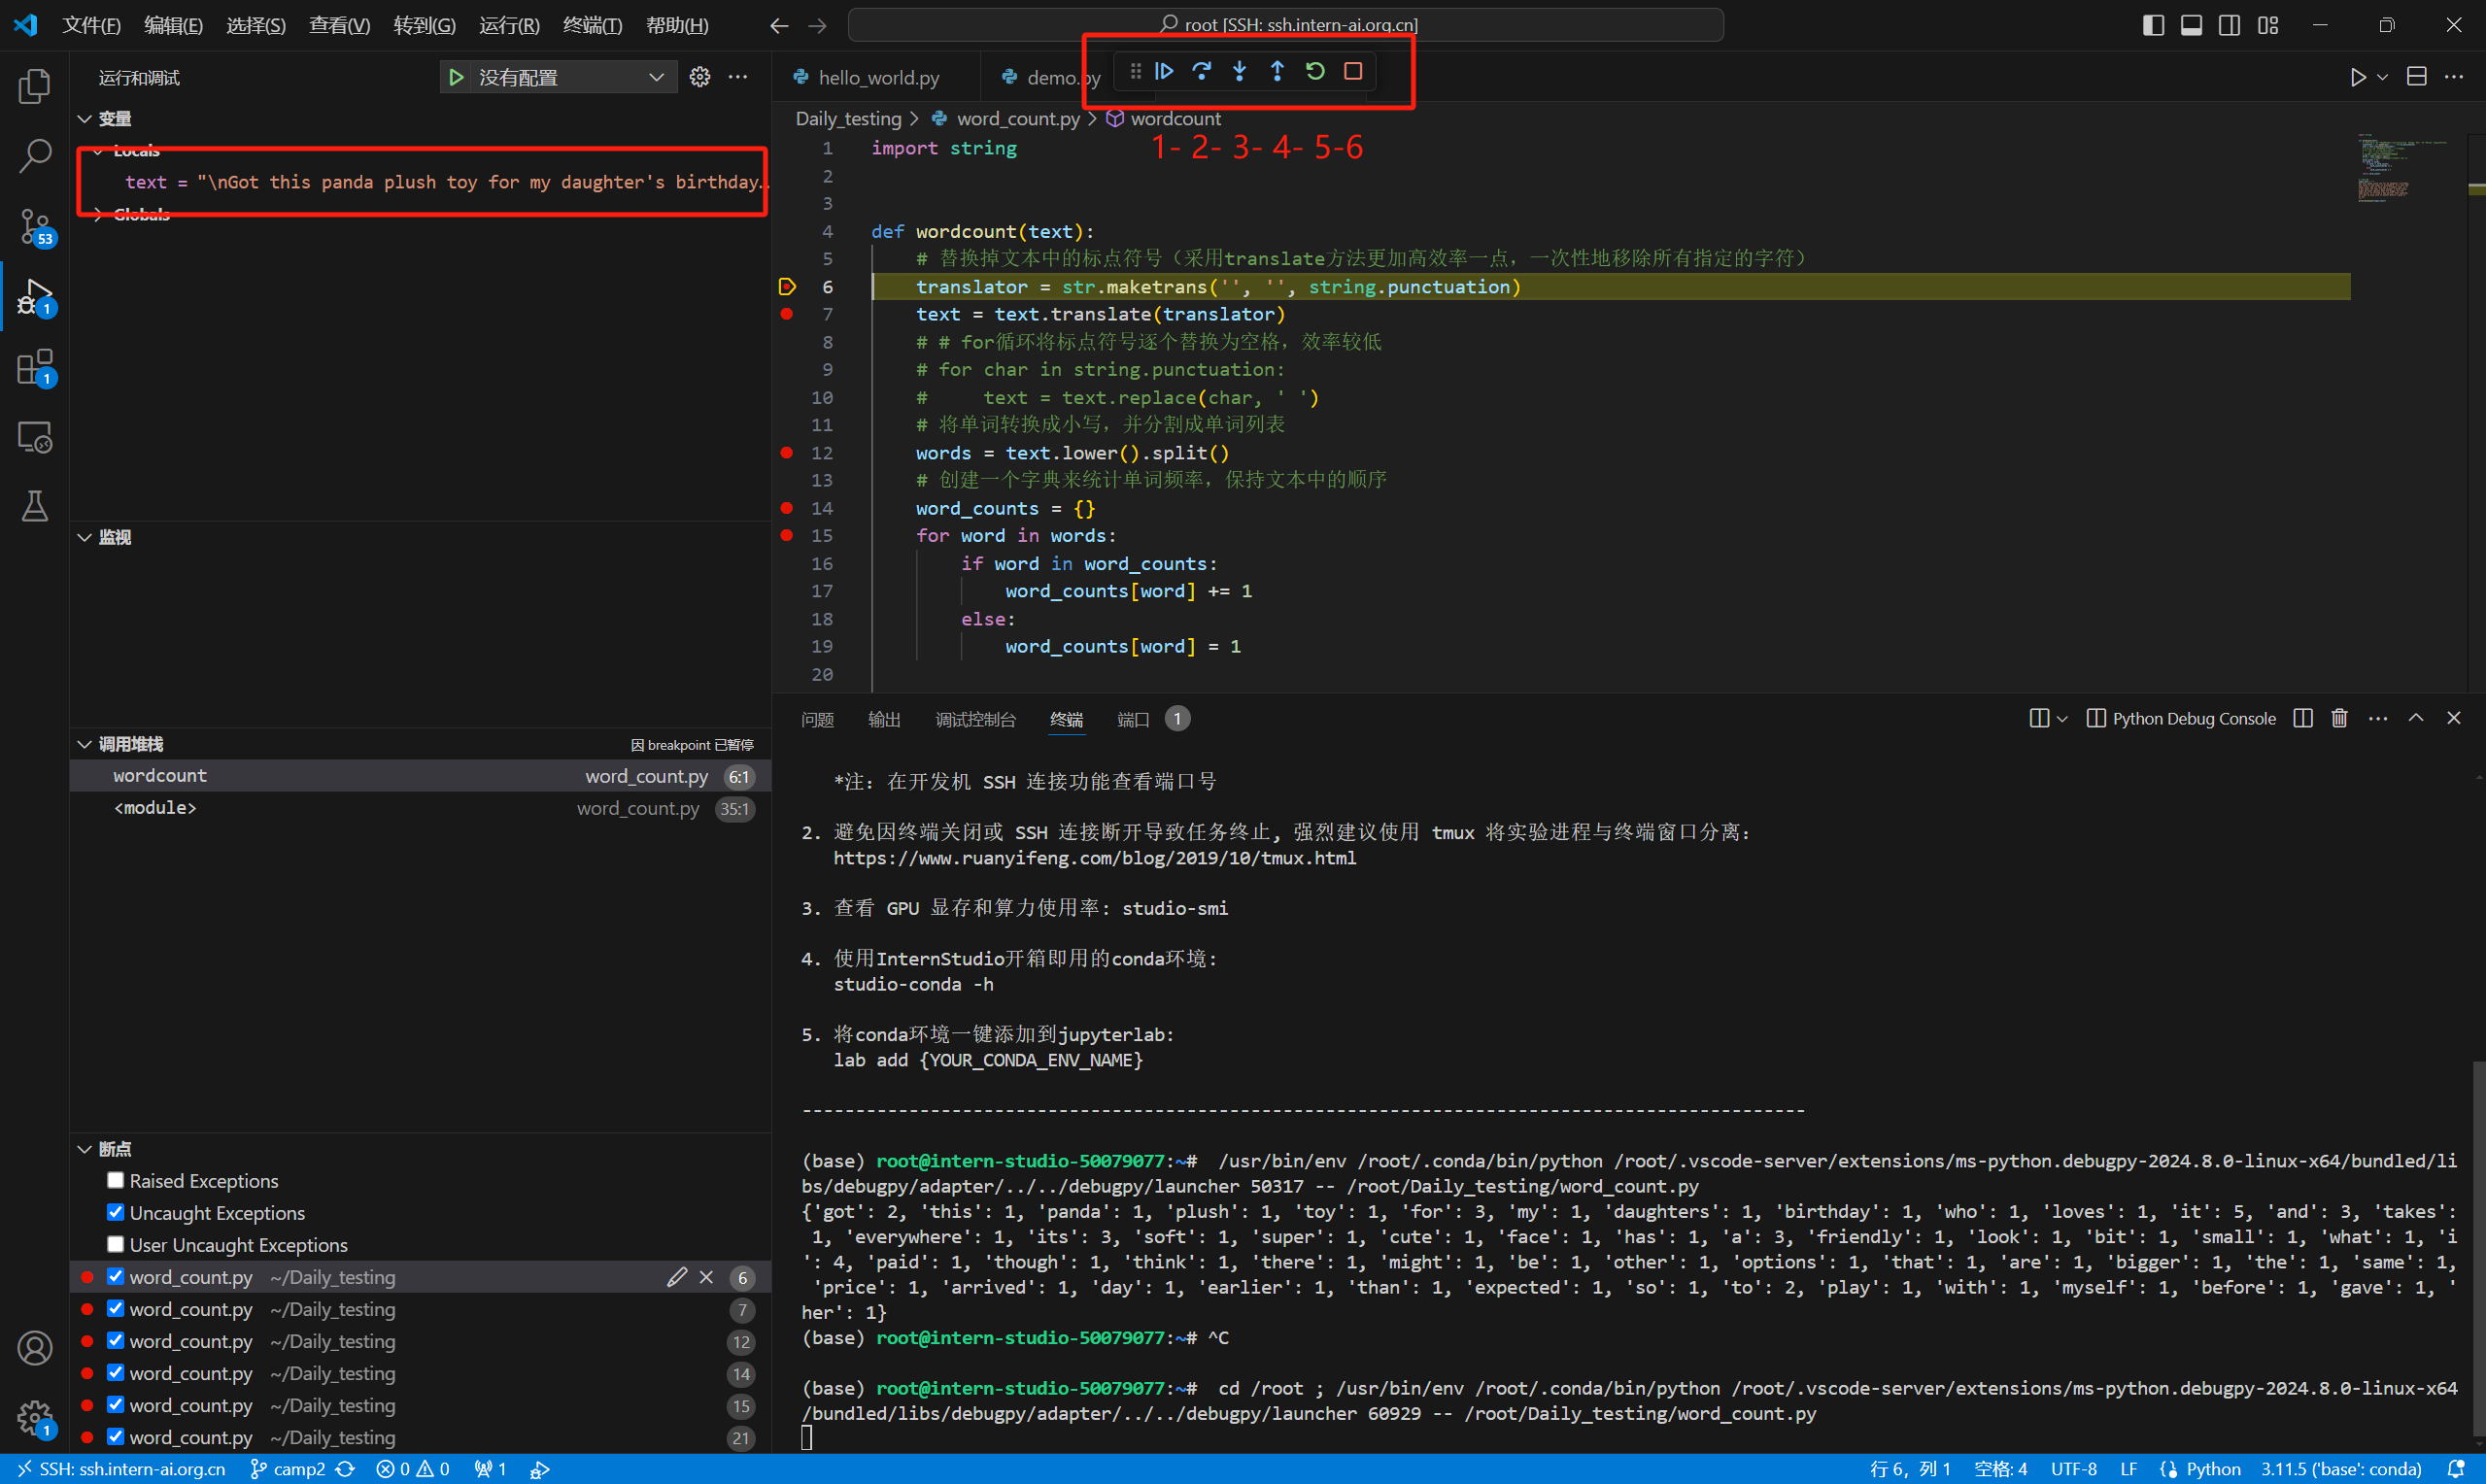 文件(F) 编辑(E) 选择(S) 查看(V) 转到(G) 运行(R) 终端(T) 帮助(H)
root [SSH: ssh.intern-ai.org.cn]
运行和调试
没有配置
hello_world.py
demo.py
Daily_testing > word_count.py > wordcount
1- 2- 3- 4- 5-6
变量
Locals
text = "\nGot this panda plush toy for my daughter's birthday…
Globals
53
1
1
监视
1 import string
2
3
4 def wordcount(text):
5 # 替换掉文本中的标点符号（采用translate方法更加高效率一点，一次性地移除所有指定的字符）
6 translator = str.maketrans('', '', string.punctuation)
7 text = text.translate(translator)
8 # # for循环将标点符号逐个替换为空格，效率较低
9 # for char in string.punctuation:
10 #     text = text.replace(char, ' ')
11 # 将单词转换成小写，并分割成单词列表
12 words = text.lower().split()
13 # 创建一个字典来统计单词频率，保持文本中的顺序
14 word_counts = {}
15 for word in words:
16 if word in word_counts:
17 word_counts[word] += 1
18 else:
19 word_counts[word] = 1
20
调用堆栈 因 breakpoint 已暂停
wordcount word_count.py 6:1
<module> word_count.py 35:1
断点
Raised Exceptions
Uncaught Exceptions
User Uncaught Exceptions
word_count.py ~/Daily_testing 6
word_count.py ~/Daily_testing 7
word_count.py ~/Daily_testing 12
word_count.py ~/Daily_testing 14
word_count.py ~/Daily_testing 15
word_count.py ~/Daily_testing 21
1
问题 输出 调试控制台 终端 端口 1
Python Debug Console
*注: 在开发机 SSH 连接功能查看端口号
2. 避免因终端关闭或 SSH 连接断开导致任务终止, 强烈建议使用 tmux 将实验进程与终端窗口分离:
https://www.ruanyifeng.com/blog/2019/10/tmux.html
3. 查看 GPU 显存和算力使用率: studio-smi
4. 使用InternStudio开箱即用的conda环境:
studio-conda -h
5. 将conda环境一键添加到jupyterlab:
lab add {YOUR_CONDA_ENV_NAME}
----------------------------------------------------------------------------------------------
(base) root@intern-studio-50079077:~#  /usr/bin/env /root/.conda/bin/python /root/.vscode-server/extensions/ms-python.debugpy-2024.8.0-linux-x64/bundled/li
bs/debugpy/adapter/../../debugpy/launcher 50317 -- /root/Daily_testing/word_count.py
{'got': 2, 'this': 1, 'panda': 1, 'plush': 1, 'toy': 1, 'for': 3, 'my': 1, 'daughters': 1, 'birthday': 1, 'who': 1, 'loves': 1, 'it': 5, 'and': 3, 'takes':
1, 'everywhere': 1, 'its': 3, 'soft': 1, 'super': 1, 'cute': 1, 'face': 1, 'has': 1, 'a': 3, 'friendly': 1, 'look': 1, 'bit': 1, 'small': 1, 'what': 1, 'i
': 4, 'paid': 1, 'though': 1, 'think': 1, 'there': 1, 'might': 1, 'be': 1, 'other': 1, 'options': 1, 'that': 1, 'are': 1, 'bigger': 1, 'the': 1, 'same': 1,
'price': 1, 'arrived': 1, 'day': 1, 'earlier': 1, 'than': 1, 'expected': 1, 'so': 1, 'to': 2, 'play': 1, 'with': 1, 'myself': 1, 'before': 1, 'gave': 1, '
her': 1}
(base) root@intern-studio-50079077:~# ^C
(base) root@intern-studio-50079077:~#  cd /root ; /usr/bin/env /root/.conda/bin/python /root/.vscode-server/extensions/ms-python.debugpy-2024.8.0-linux-x64
/bundled/libs/debugpy/adapter/../../debugpy/launcher 60929 -- /root/Daily_testing/word_count.py
SSH: ssh.intern-ai.org.cn camp2 0 0 1 行 6，列 1 空格: 4 UTF-8 LF Python 3.11.5 ('base': conda)